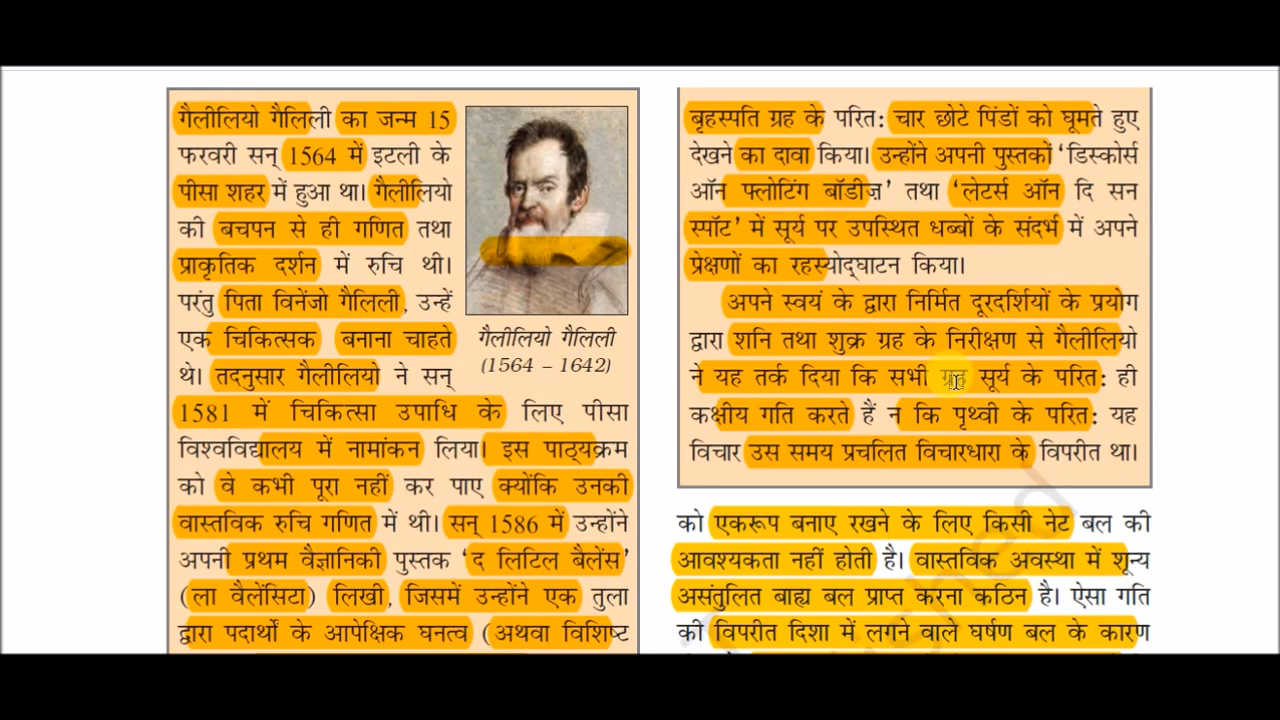 गैलीलियो गैलिली का जन्म 15
फरवरी सन् 1564 में इटली के
पीसा शहर में हुआ था। गैलीलियो
की बचपन से ही गणित तथा
प्राकृतिक दर्शन में रुचि थी।
परंतु पिता विनेंजो गैलिली, उन्हें
एक चिकित्सक बनाना चाहते
थे। तदनुसार गैलीलियो ने सन्
1581 में चिकित्सा उपाधि के लिए पीसा
विश्वविद्यालय में नामांकन लिया। इस पाठ्यक्रम
को वे कभी पूरा नहीं कर पाए क्योंकि उनकी
वास्तविक रुचि गणित में थी। सन् 1586 में उन्होंने
अपनी प्रथम वैज्ञानिकी पुस्तक ‘द लिटिल बैलेंस’
(ला वैलेंसिटा) लिखी, जिसमें उन्होंने एक तुला
द्वारा पदार्थों के आपेक्षिक घनत्व (अथवा विशिष्ट
गैलीलियो गैलिली
(1564 – 1642)
बृहस्पति ग्रह के परित: चार छोटे पिंडों को घूमते हुए
देखने का दावा किया। उन्होंने अपनी पुस्तकों ‘डिस्कोर्स
ऑन फ्लोटिंग बॉडीज़’ तथा ‘लेटर्स ऑन दि सन
स्पॉट’ में सूर्य पर उपस्थित धब्बों के संदर्भ में अपने
प्रेक्षणों का रहस्योद्घाटन किया।
अपने स्वयं के द्वारा निर्मित दूरदर्शियों के प्रयोग
द्वारा शनि तथा शुक्र ग्रह के निरीक्षण से गैलीलियो
ने यह तर्क दिया कि सभी ग्रह सूर्य के परित: ही
कक्षीय गति करते हैं न कि पृथ्वी के परित: यह
विचार उस समय प्रचलित विचारधारा के विपरीत था।
को एकरूप बनाए रखने के लिए किसी नेट बल की
आवश्यकता नहीं होती है। वास्तविक अवस्था में शून्य
असंतुलित बाह्य बल प्राप्त करना कठिन है। ऐसा गति
की विपरीत दिशा में लगने वाले घर्षण बल के कारण